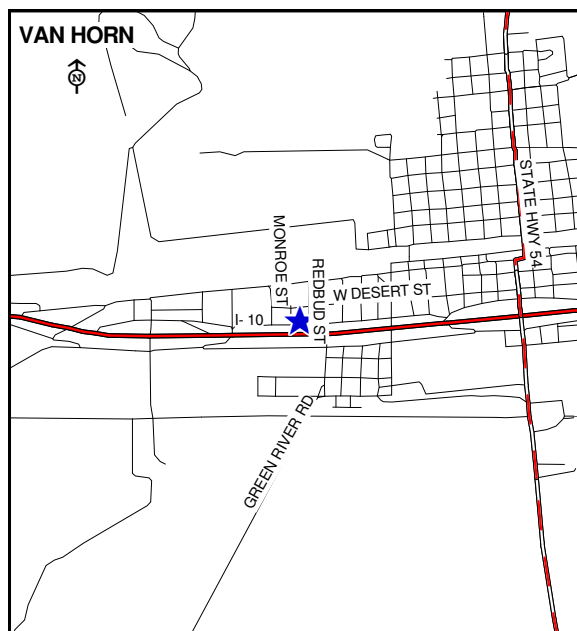 VAN HORN
N
STATE HWY 54
MONROE ST
REDBUD ST
W DESERT ST
I- 10
GREEN RIVER RD